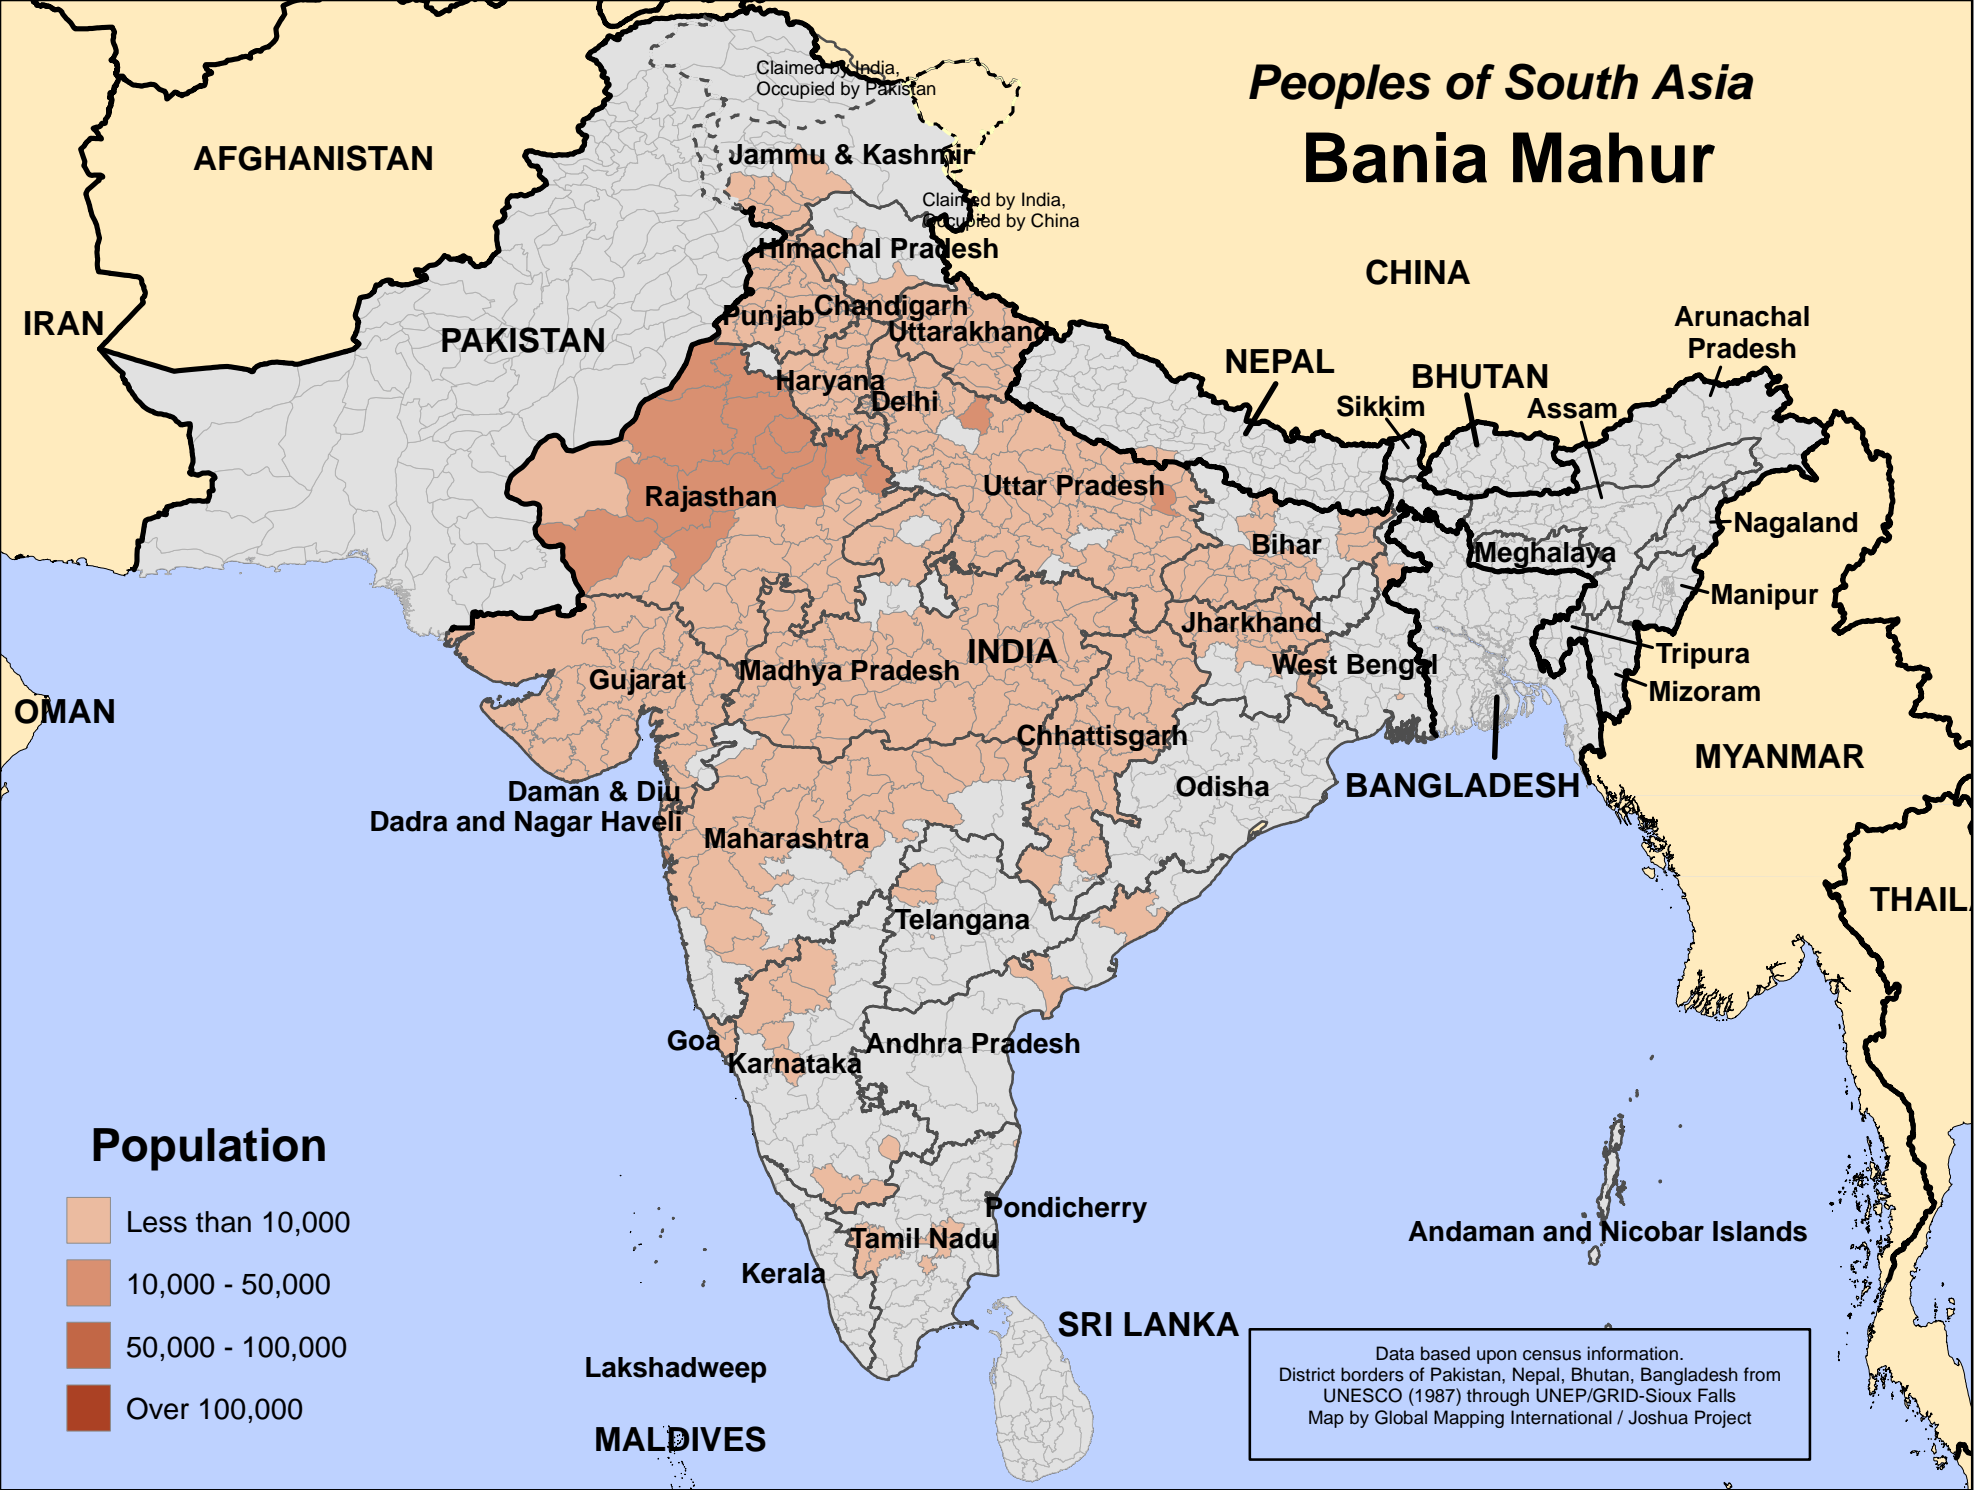 Peoples of South Asia
Bania Mahur
Claimed by India,
Occupied by Pakistan
AFGHANISTAN
Jammu & Kashmir
Claimed by India,
Occupied by China
Himachal Pradesh
CHINA
IRAN
PAKISTAN
Punjab
Chandigarh
Uttarakhand
Arunachal
Pradesh
NEPAL
BHUTAN
Haryana
Delhi
Sikkim
Assam
Rajasthan
Uttar Pradesh
Nagaland
Bihar
Meghalaya
Manipur
Jharkhand
INDIA
Tripura
West Bengal
Madhya Pradesh
Gujarat
Mizoram
OMAN
Chhattisgarh
MYANMAR
Odisha
BANGLADESH
Daman & Diu
Dadra and Nagar Haveli
Maharashtra
THAIL
Telangana
Goa
Karnataka
Andhra Pradesh
Pondicherry
Andaman and Nicobar Islands
Tamil Nadu
Kerala
SRI LANKA
Lakshadweep
MALDIVES
Population
Less than 10,000
10,000 - 50,000
50,000 - 100,000
Over 100,000
Data based upon census information.
District borders of Pakistan, Nepal, Bhutan, Bangladesh from
UNESCO (1987) through UNEP/GRID-Sioux Falls
Map by Global Mapping International / Joshua Project